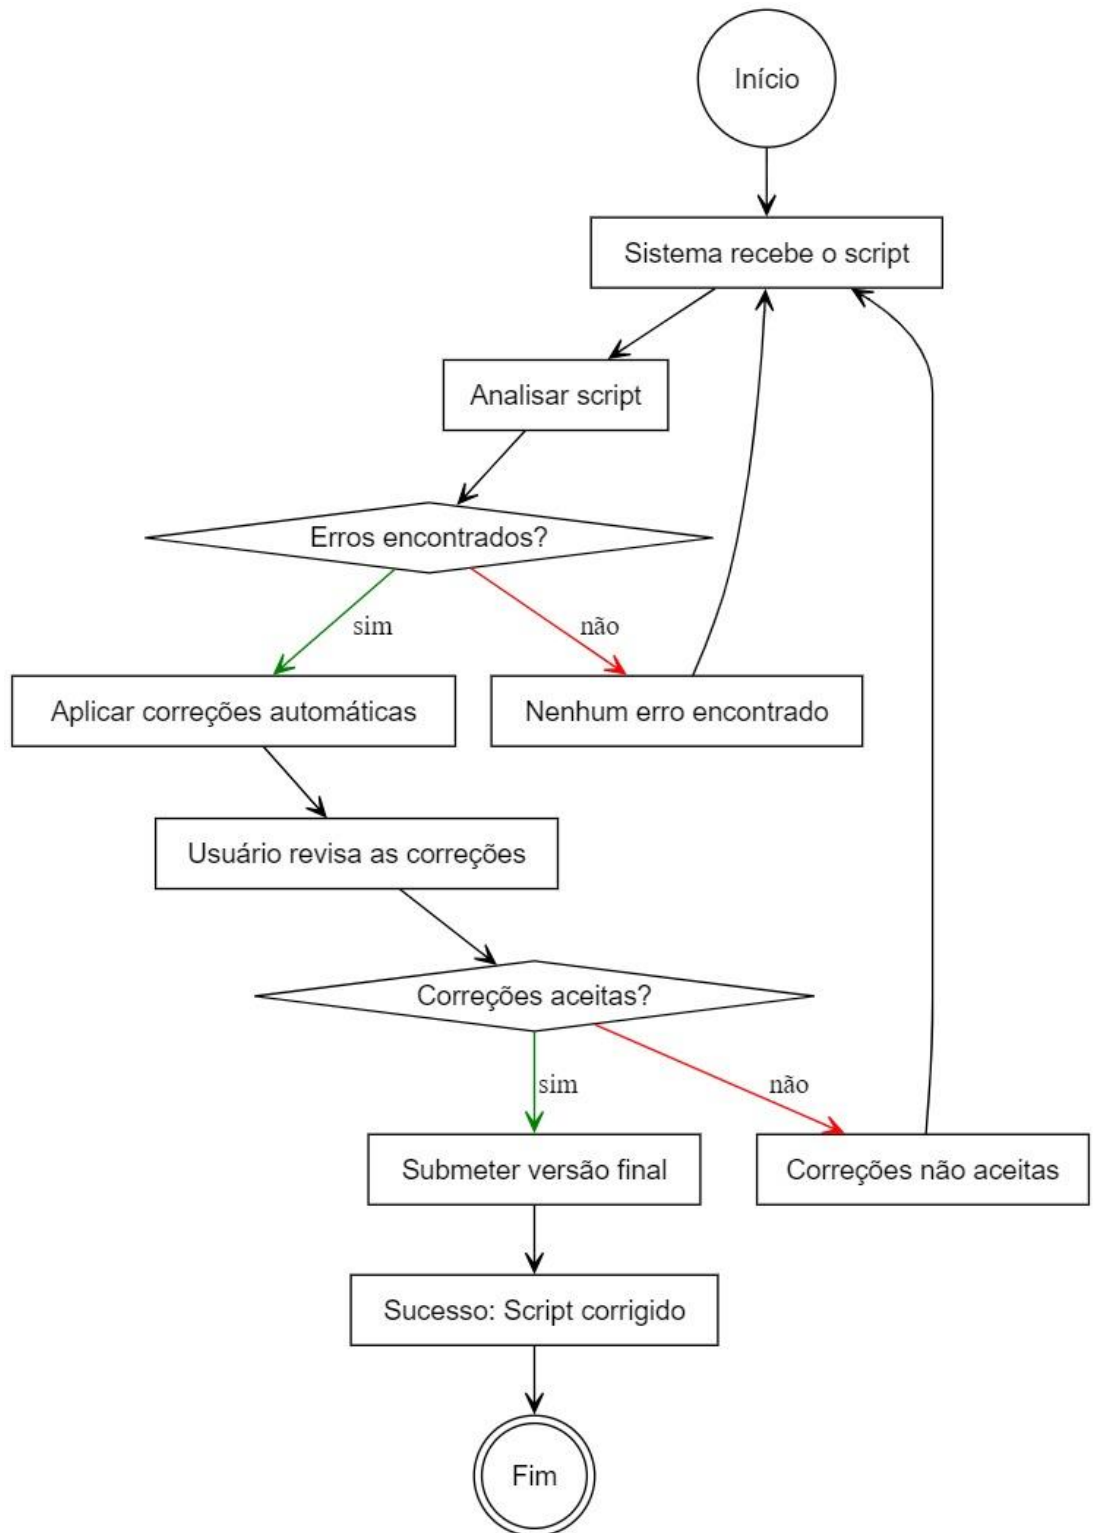 Início
Sistema recebe o script
Analisar script
Erros encontrados?
sim
não
Aplicar correções automáticas
Nenhum erro encontrado
Usuário revisa as correções
Correções aceitas?
sim
não
Submeter versão final
Correções não aceitas
Sucesso: Script corrigido
Fim